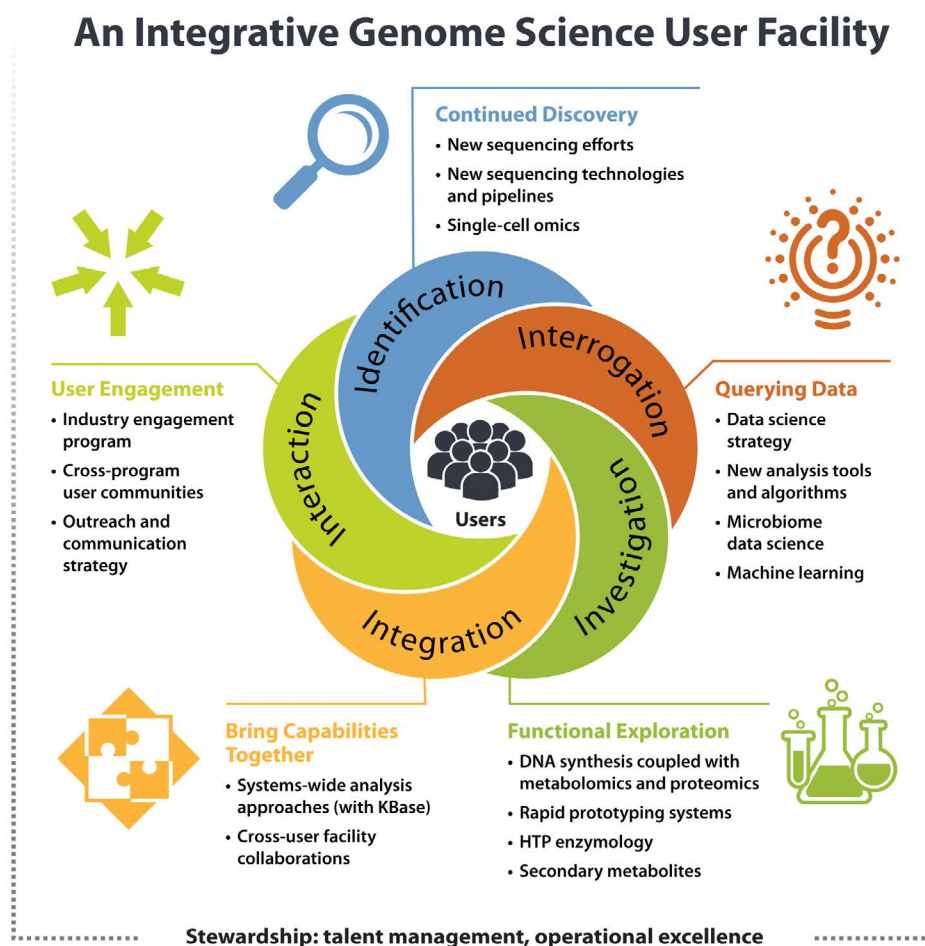 An Integrative Genome Science User Facility
Continued Discovery
• New sequencing efforts
• New sequencing technologies
and pipelines
• Single-cell omics
Identification
Interrogation
Investigation
Integration
Interaction
Users
User Engagement
• Industry engagement
program
• Cross-program
user communities
• Outreach and
communication
strategy
Querying Data
• Data science
strategy
• New analysis tools
and algorithms
• Microbiome
data science
• Machine learning
Bring Capabilities
Together
• Systems-wide analysis
approaches (with KBase)
• Cross-user facility
collaborations
Functional Exploration
• DNA synthesis coupled with
metabolomics and proteomics
• Rapid prototyping systems
• HTP enzymology
• Secondary metabolites
Stewardship: talent management, operational excellence